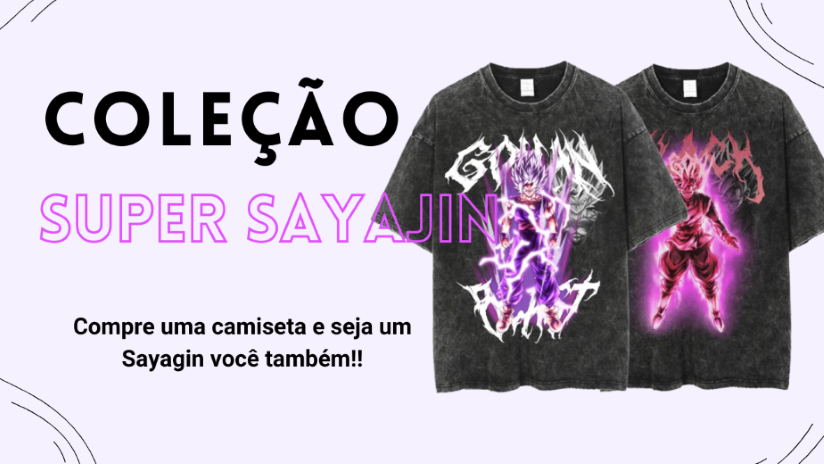 COLEÇÃO
SUPER SAYAJIN
Compre uma camiseta e seja um
Sayagin você também!!
GOHAN
BEAST
BLACK